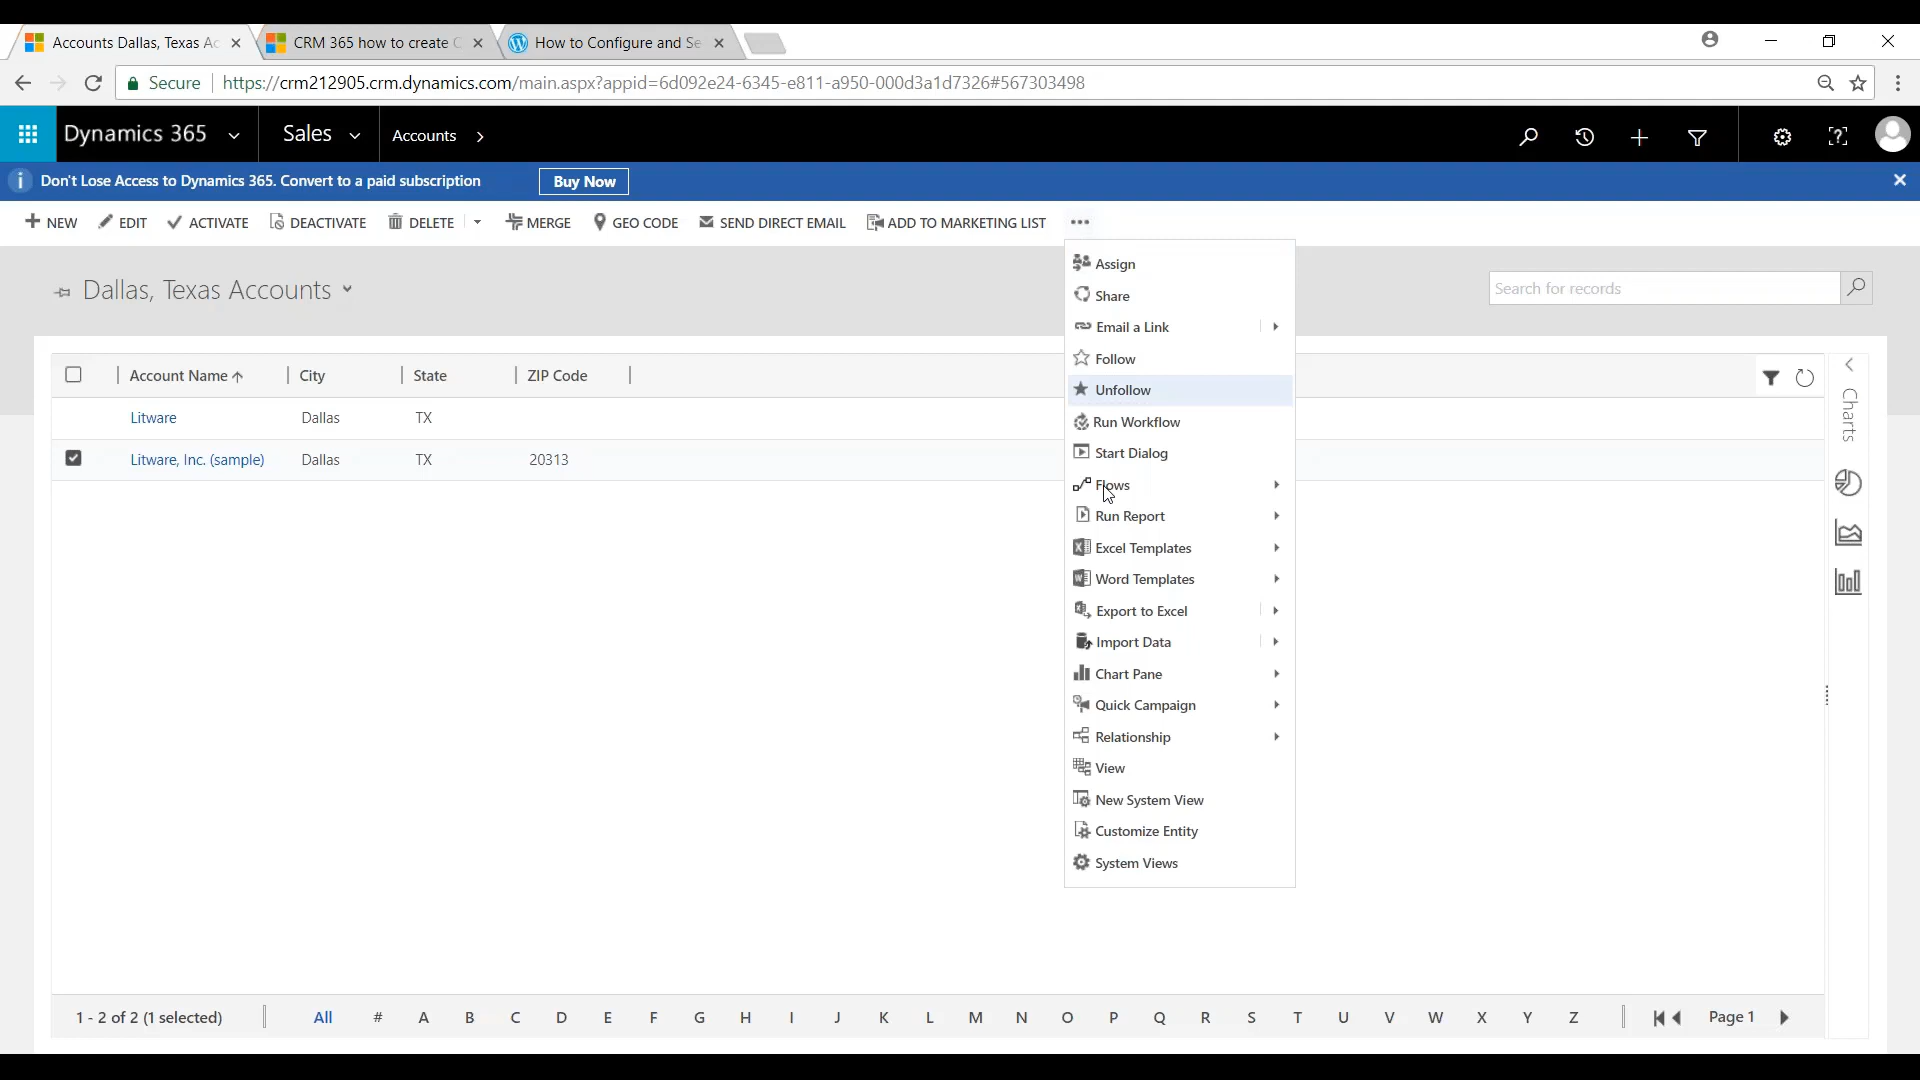 Accounts Dallas, Texas Ac
CRM 365 how to create C
How to Configure and Se
Secure https://crm212905.crm.dynamics.com/main.aspx?appid=6d092e24-6345-e811-a950-000d3a1d7326#567303498
Dynamics 365 Sales Accounts
Don't Lose Access to Dynamics 365. Convert to a paid subscription Buy Now
NEW EDIT ACTIVATE DEACTIVATE DELETE MERGE GEO CODE SEND DIRECT EMAIL ADD TO MARKETING LIST
Dallas, Texas Accounts
Search for records
Account Name City State ZIP Code
Litware Dallas TX
Litware, Inc. (sample) Dallas TX 20313
Assign
Share
Email a Link
Follow
Unfollow
Run Workflow
Start Dialog
Flows
Run Report
Excel Templates
Word Templates
Export to Excel
Import Data
Chart Pane
Quick Campaign
Relationship
View
New System View
Customize Entity
System Views
Charts
1 - 2 of 2 (1 selected) All # A B C D E F G H I J K L M N O P Q R S T U V W X Y Z Page 1